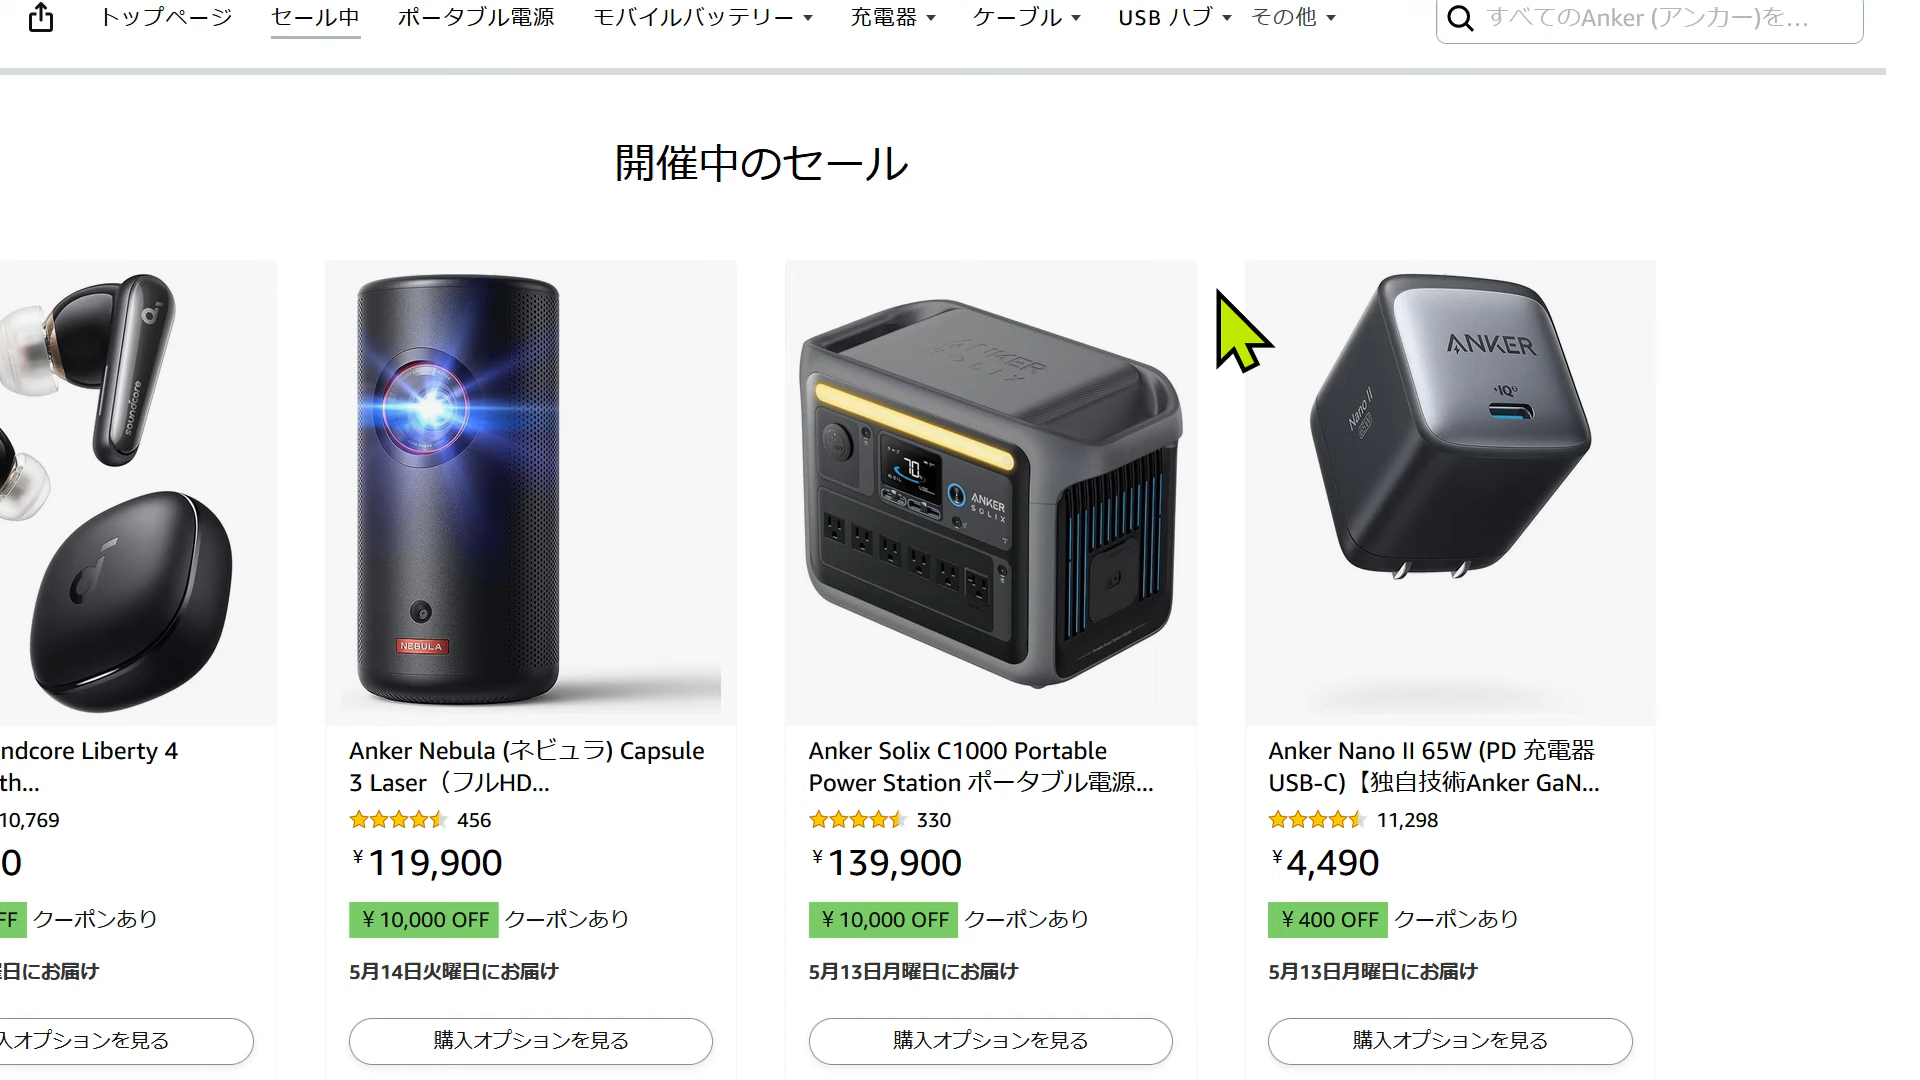 トップページ
セール中
ポータブル電源
モバイルバッテリー
充電器
ケーブル
USB ハブ
その他
すべてのAnker (アンカー)を...
開催中のセール
soundcore
NEBULA
ANKER
SOLIX
70
ANKER
SOLIX
ANKER
IQ3
Nano II
65W
ndcore Liberty 4
th...
10,769
0
FF クーポンあり
曜日にお届け
入オプションを見る
Anker Nebula (ネビュラ) Capsule
3 Laser（フルHD...
456
￥119,900
￥10,000 OFF クーポンあり
5月14日火曜日にお届け
購入オプションを見る
Anker Solix C1000 Portable
Power Station ポータブル電源...
330
￥139,900
￥10,000 OFF クーポンあり
5月13日月曜日にお届け
購入オプションを見る
Anker Nano II 65W (PD 充電器
USB-C)【独自技術Anker GaN...
11,298
￥4,490
￥400 OFF クーポンあり
5月13日月曜日にお届け
購入オプションを見る